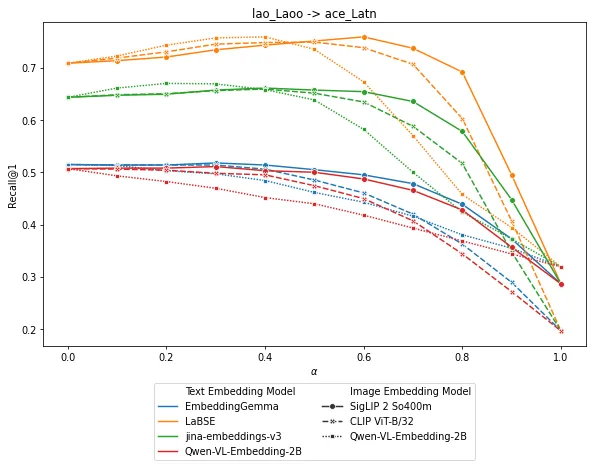 lao_Laoo -> ace_Latn
Recall@1
0.7
0.6
0.5
0.4
0.3
0.2
0.0 0.2 0.4 0.6 0.8 1.0
α
Text Embedding Model Image Embedding Model
EmbeddingGemma SigLIP 2 So400m
LaBSE CLIP ViT-B/32
jina-embeddings-v3 Qwen-VL-Embedding-2B
Qwen-VL-Embedding-2B